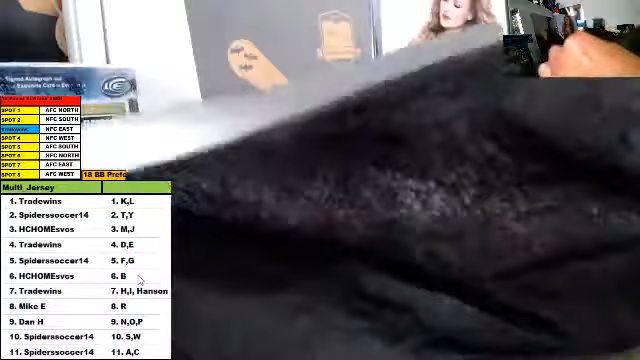 SPOT 1 AFC NORTH
SPOT 2 NFC SOUTH
Tradewins NFC EAST
SPOT 4 NFC WEST
SPOT 5 AFC SOUTH
SPOT 6 NFC NORTH
SPOT 7 AFC EAST
SPOT 8 AFC WEST
18 BB Prefe
Multi Jersey
1. Tradewins 1. K,L
2. Spiderssoccer14 2. T,Y
3. HCHOMEsvos 3. M,J
4. Tradewins 4. D,E
5. Spiderssoccer14 5. F,G
6. HCHOMEsvos 6. B
7. Tradewins 7. H,I, Hanson
8. Mike E 8. R
9. Dan H 9. N,O,P
10. Spiderssoccer14 10. S,W
11. Spiderssoccer14 11. A,C